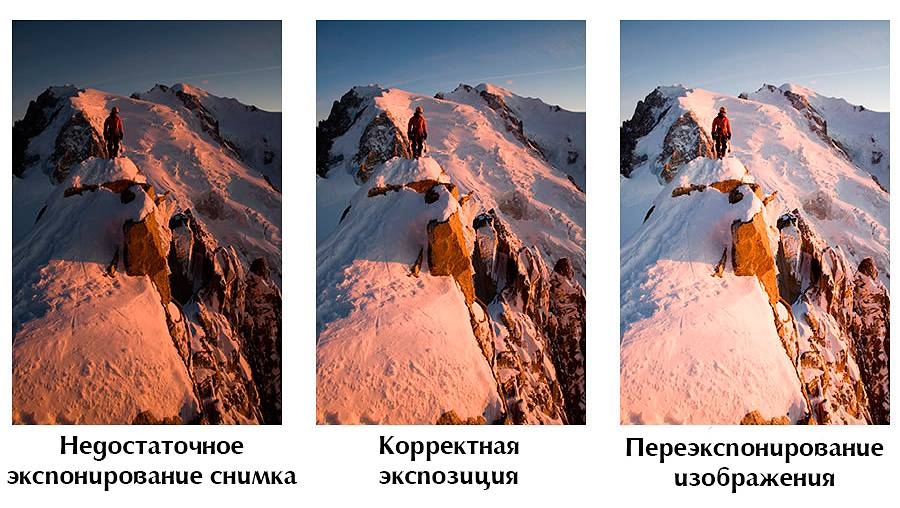 Недостаточное
экспонирование снимка
Корректная
экспозиция
Переэкспонирование
изображения